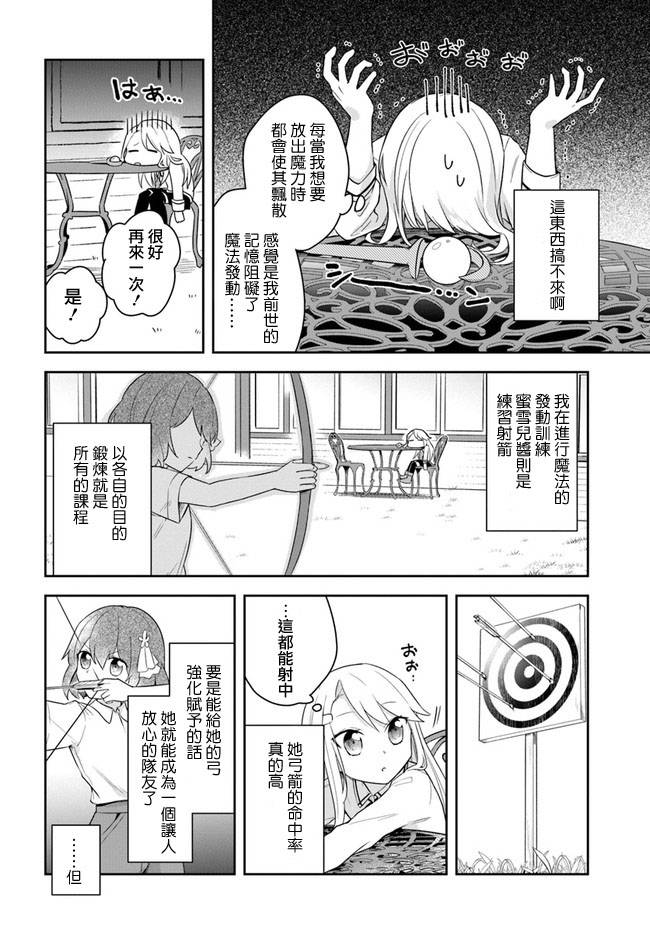 おぉおぉぉ
這東西搞不來啊
每當我想要
放出魔力時
都會使其飄散
感覺是我前世的
記憶阻礙了
魔法發動……
はぁ…
很好
再來一次！
是！
我在進行魔法的
發動訓練
蜜雪兒醬則是
練習射箭
以各自的目的
鍛煉就是
所有的課程
…這都能射中
おぉ…
她弓箭的命中率
真的高
要是能給她的弓
強化賦予的話
她就能成為一個讓人
放心的隊友了
……但